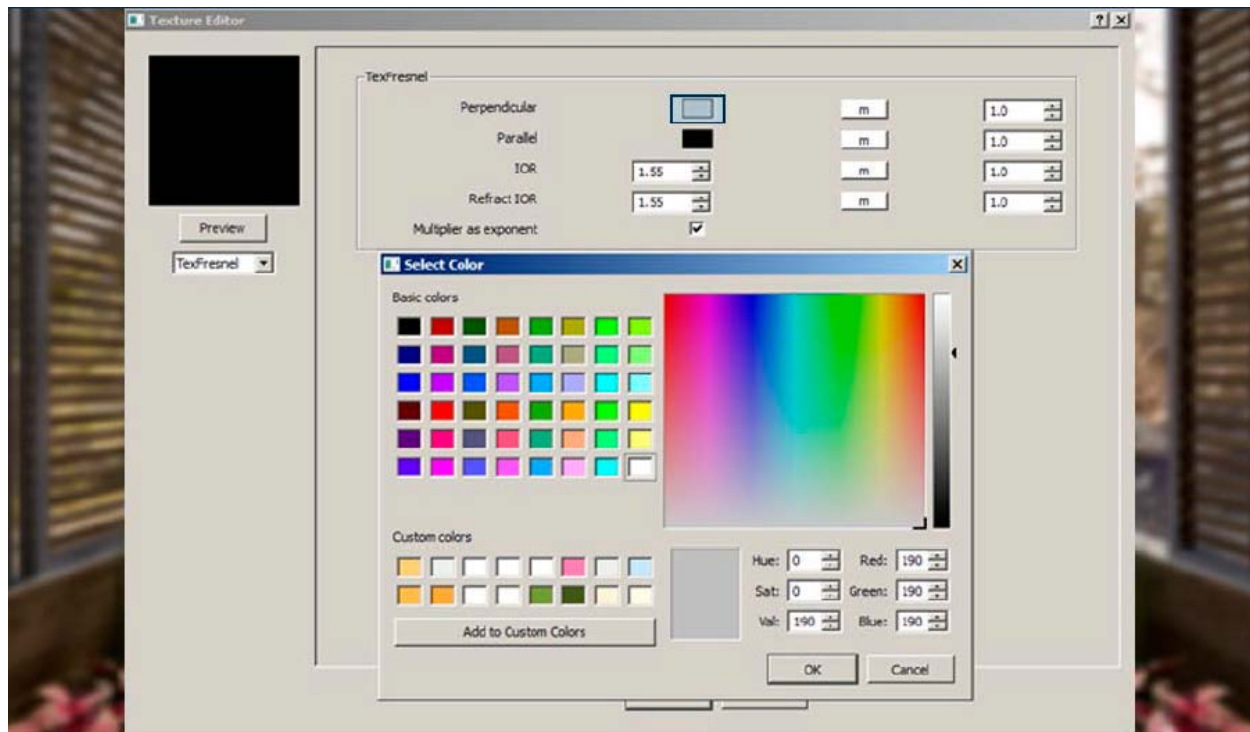 Texture Editor
TexFresnel
Perpendcular
m
1.0
Parallel
m
1.0
IOR
1.55
m
1.0
Refract IOR
1.55
m
1.0
Multiplier as exponent
Preview
TexFresnel
Select Color
Basic colors
Custom colors
Add to Custom Colors
Hue: 0
Red: 190
Sat: 0
Green: 190
Val: 190
Blue: 190
OK
Cancel